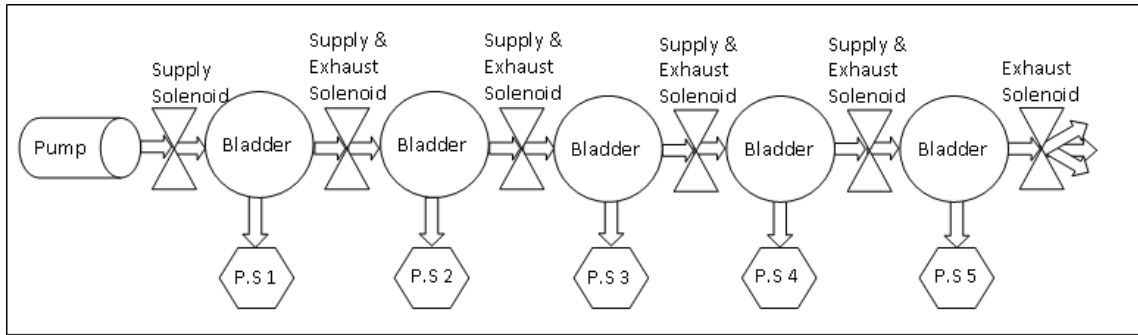 Supply
Solenoid
Supply &
Exhaust
Solenoid
Supply &
Exhaust
Solenoid
Supply &
Exhaust
Solenoid
Supply &
Exhaust
Solenoid
Exhaust
Solenoid
Pump
Bladder
Bladder
Bladder
Bladder
Bladder
P.S 1
P.S 2
P.S 3
P.S 4
P.S 5